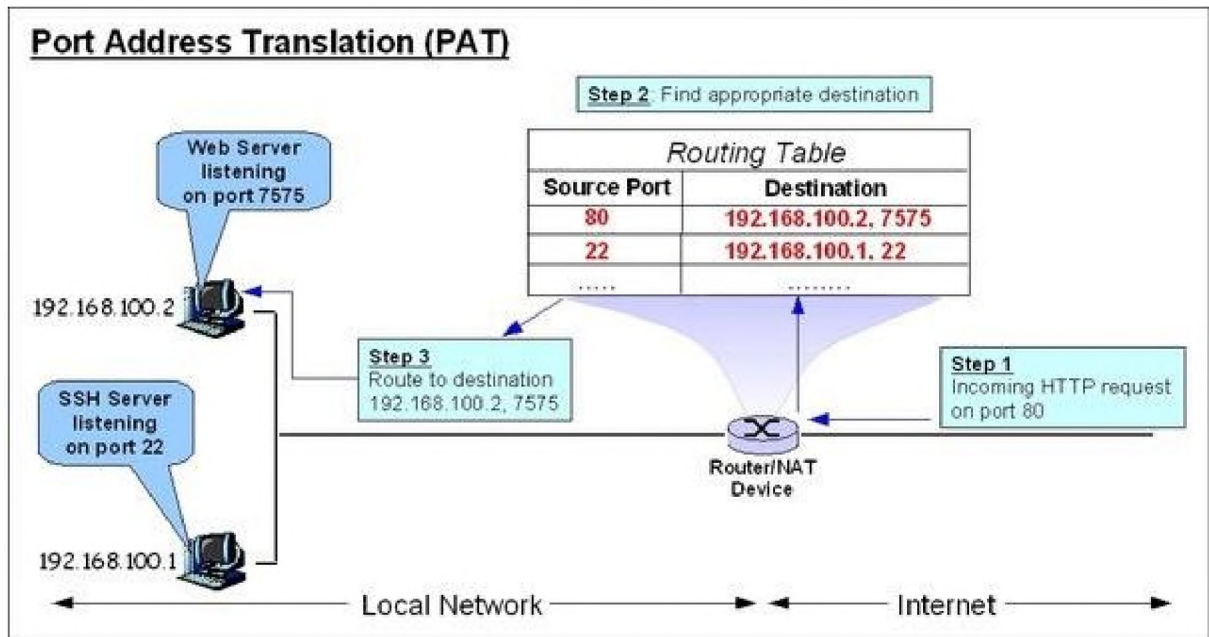 Port Address Translation (PAT)
Step 2: Find appropriate destination
Web Server
listening
on port 7575
Routing Table
Source Port Destination
80 192.168.100.2, 7575
22 192.168.100.1. 22
..... ........
192.168.100.2
Step 3
Route to destination
192.168.100.2, 7575
Step 1
Incoming HTTP request
on port 80
SSH Server
listening
on port 22
Router/NAT
Device
192.168.100.1
Local Network
Internet